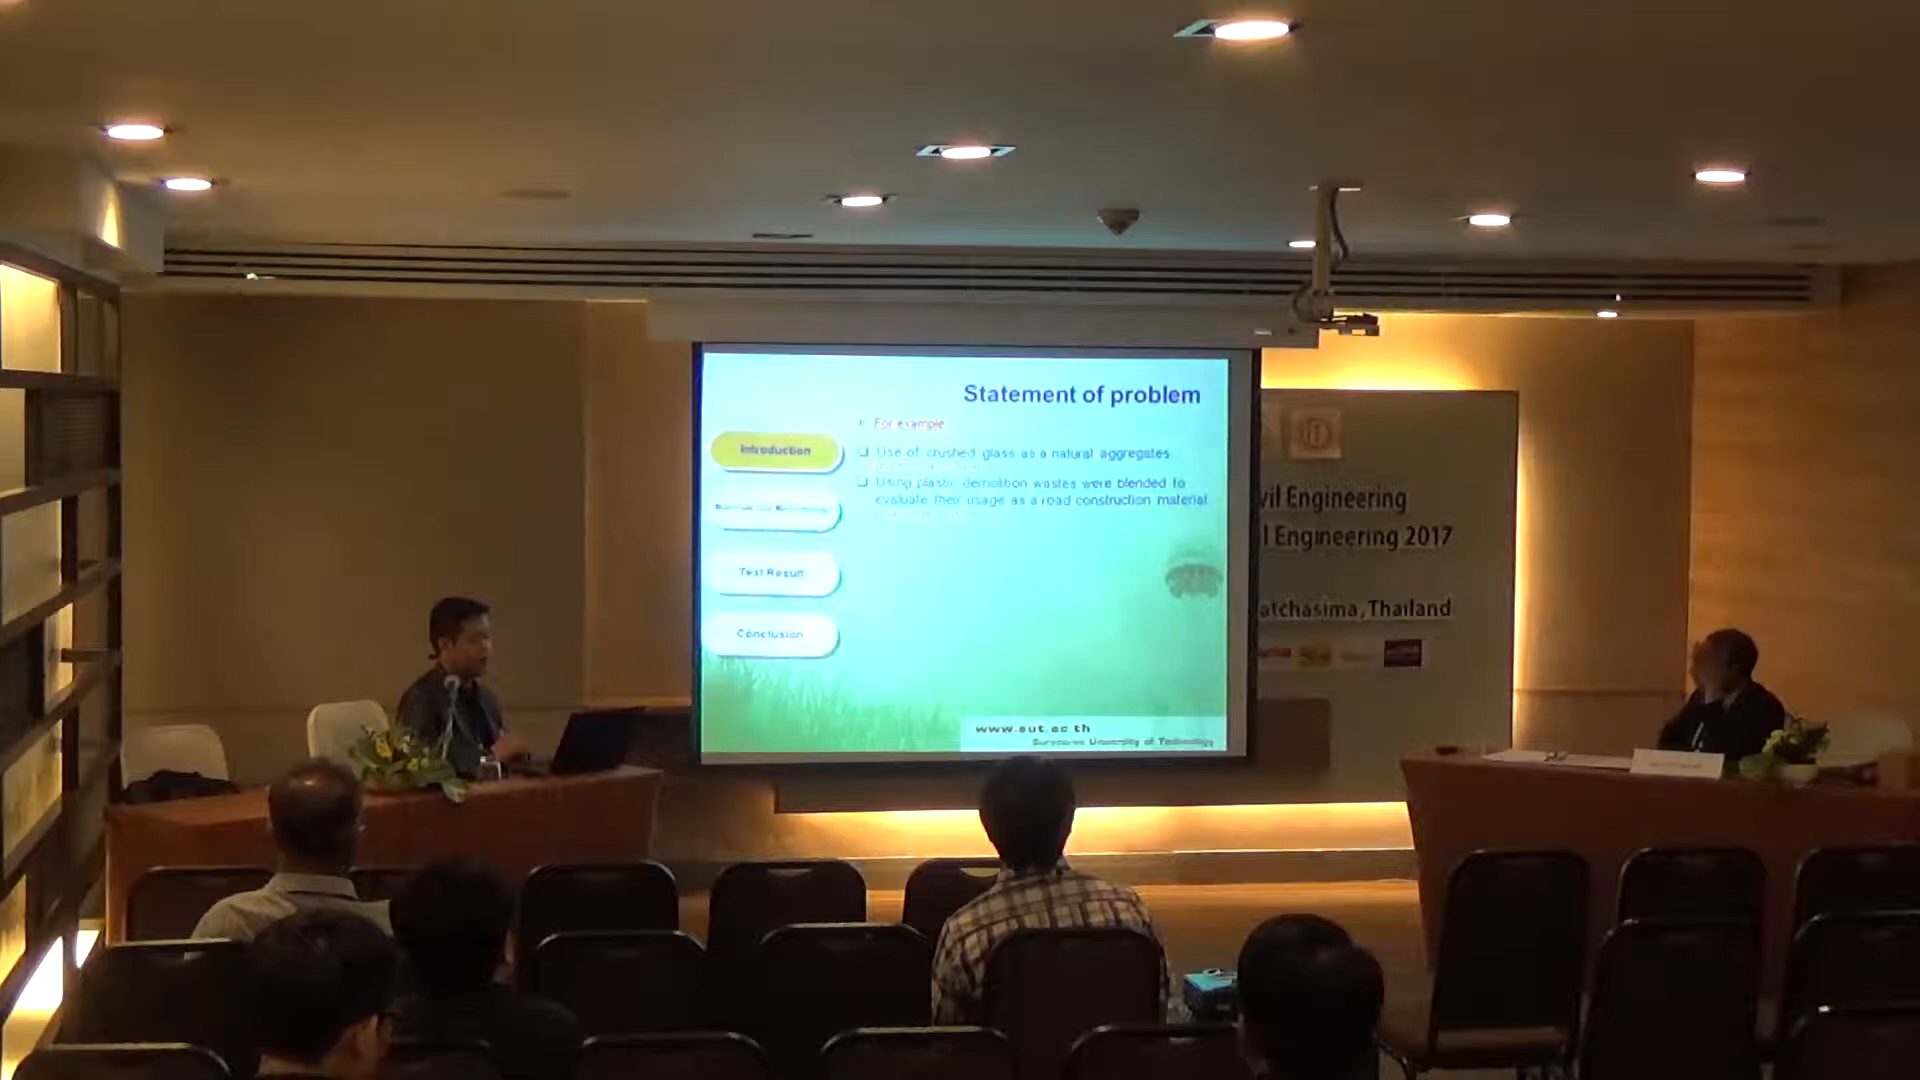 Statement of problem
For example
Introduction
Use of crushed glass as a natural aggregates
Using plastic demolition wastes were blended to
evaluate their usage as a road construction material
Test Result
Conclusion
www.sut.ac.th
Suranaree University of Technology
vil Engineering
l Engineering 2017
atchasima, Thailand